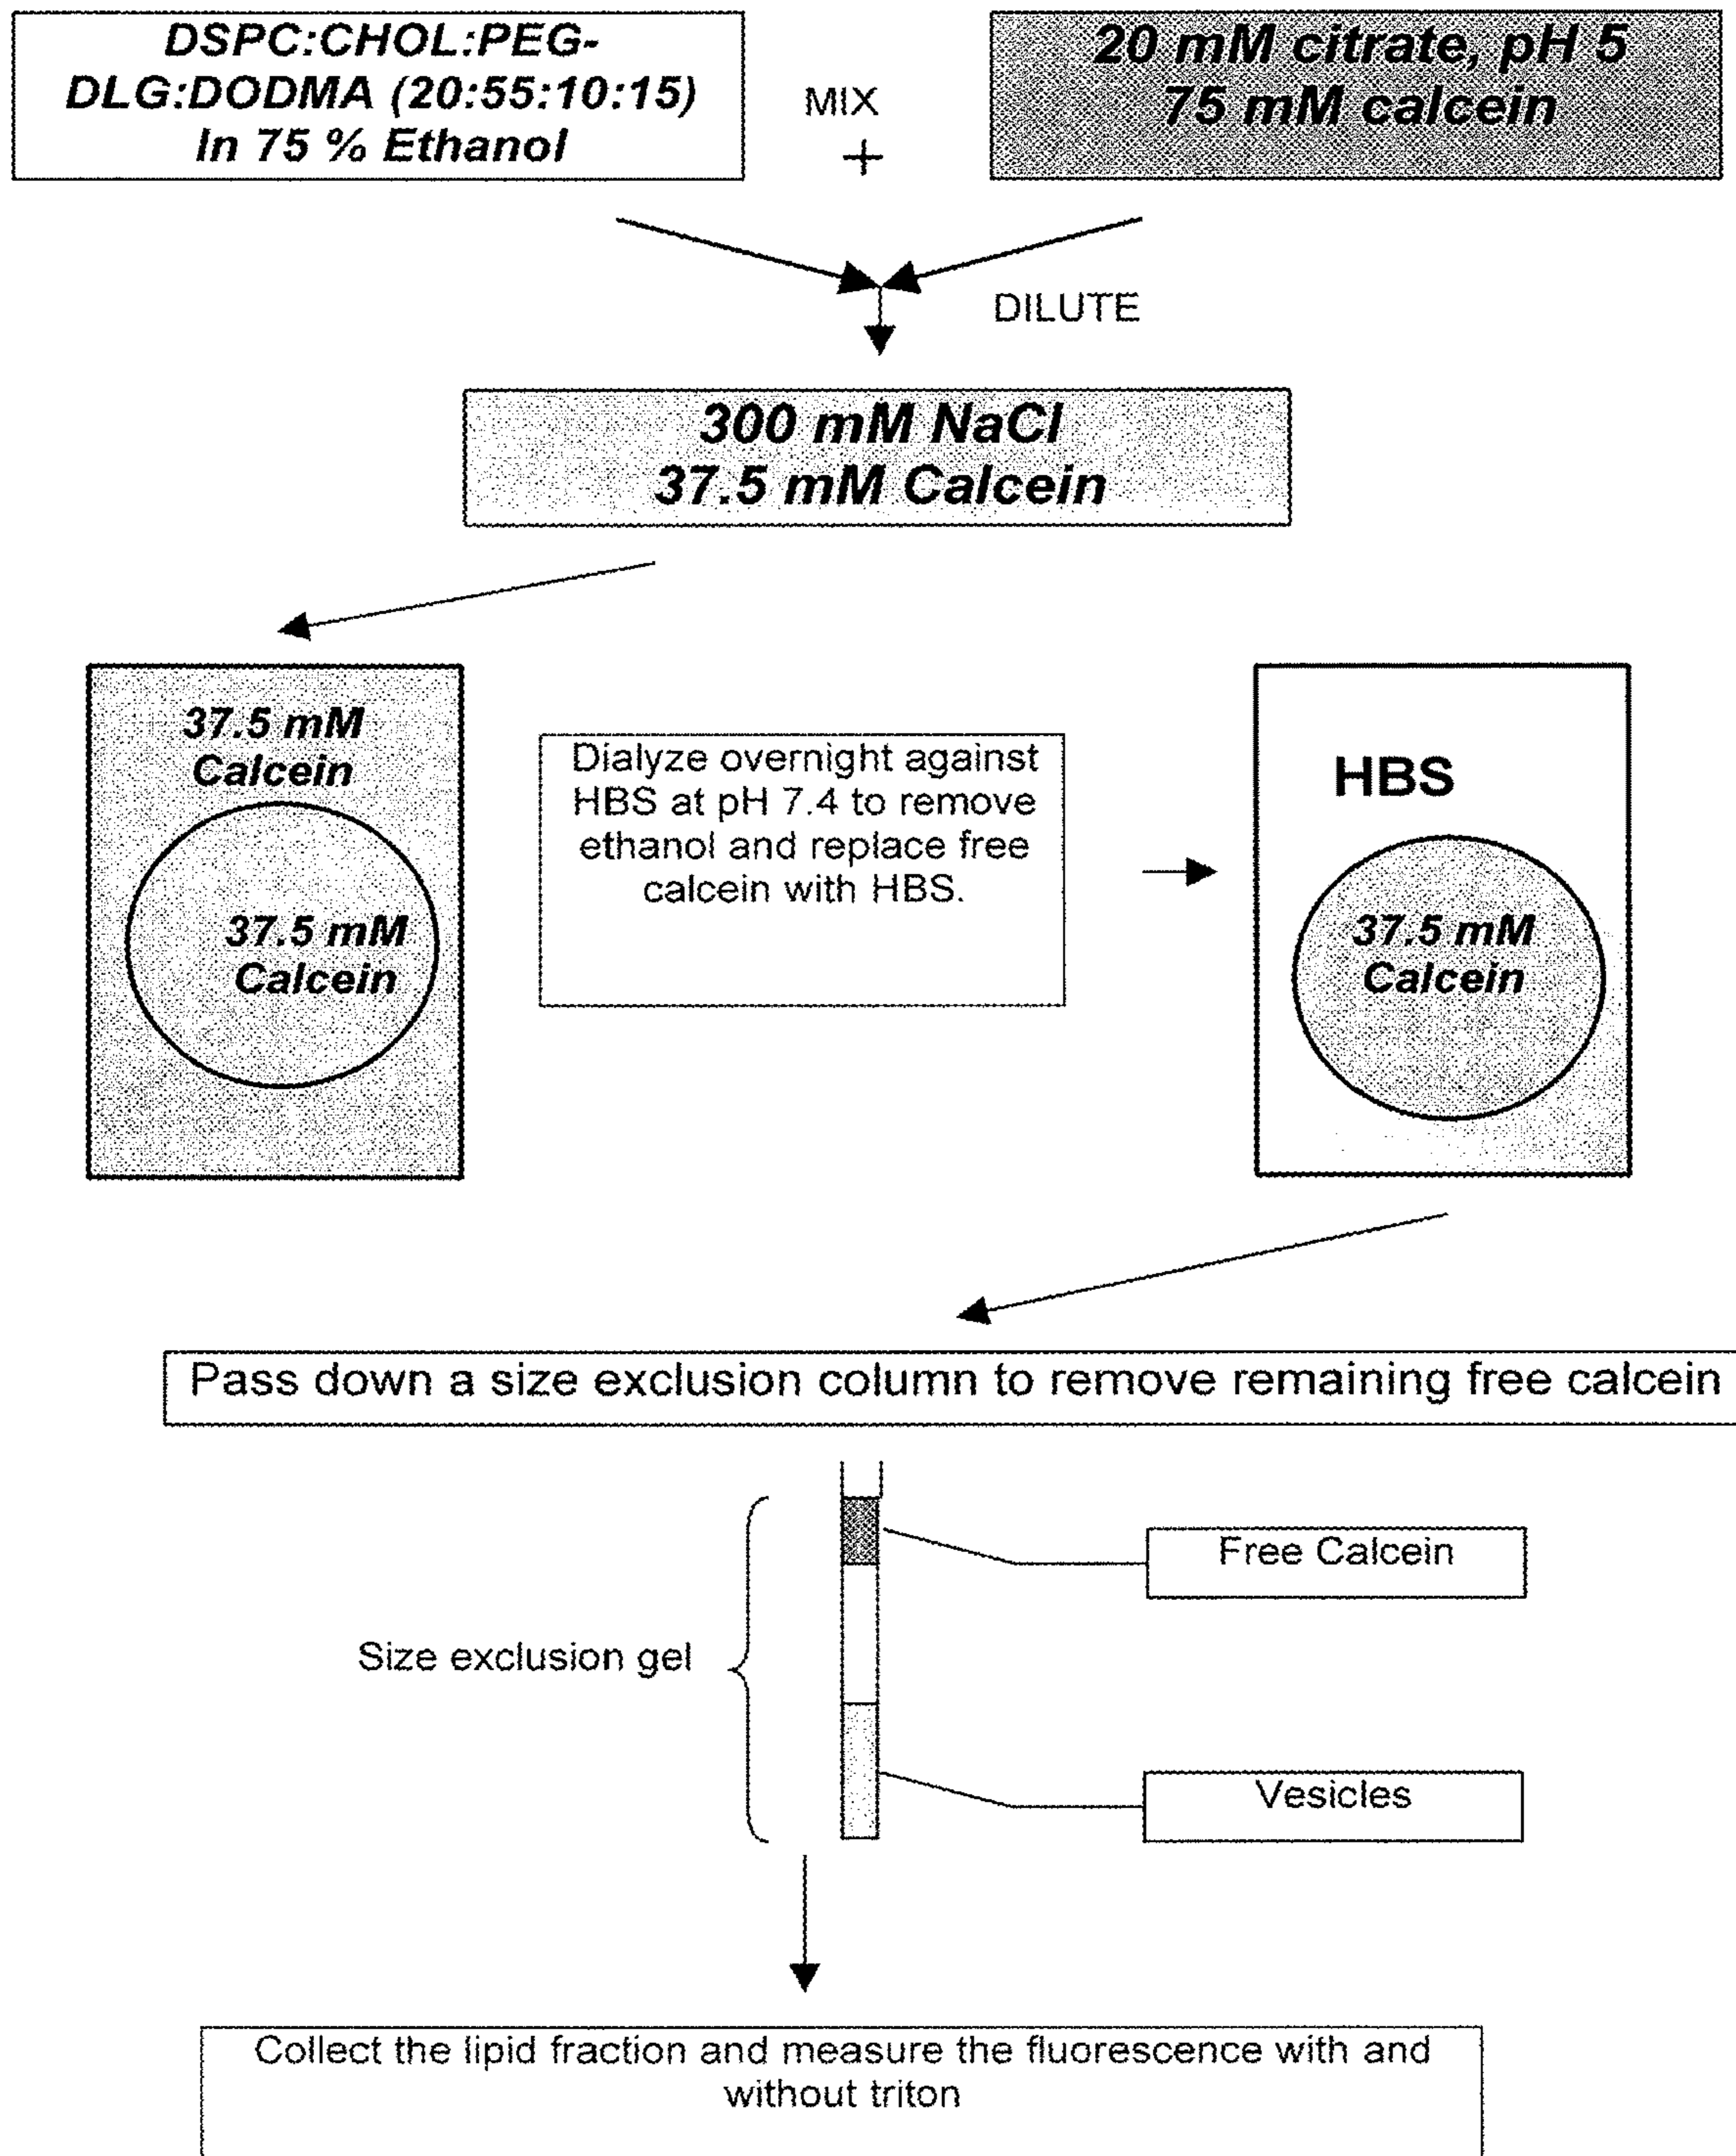 DSPC:CHOL:PEG-
DLG:DODMA (20:55:10:15)
In 75 % Ethanol
MIX
+
20 mM citrate, pH 5
75 mM calcein
DILUTE
300 mM NaCl
37.5 mM Calcein
37.5 mM
Calcein
37.5 mM
Calcein
Dialyze overnight against
HBS at pH 7.4 to remove
ethanol and replace free
calcein with HBS.
HBS
37.5 mM
Calcein
Pass down a size exclusion column to remove remaining free calcein
Free Calcein
Size exclusion gel
Vesicles
Collect the lipid fraction and measure the fluorescence with and
without triton